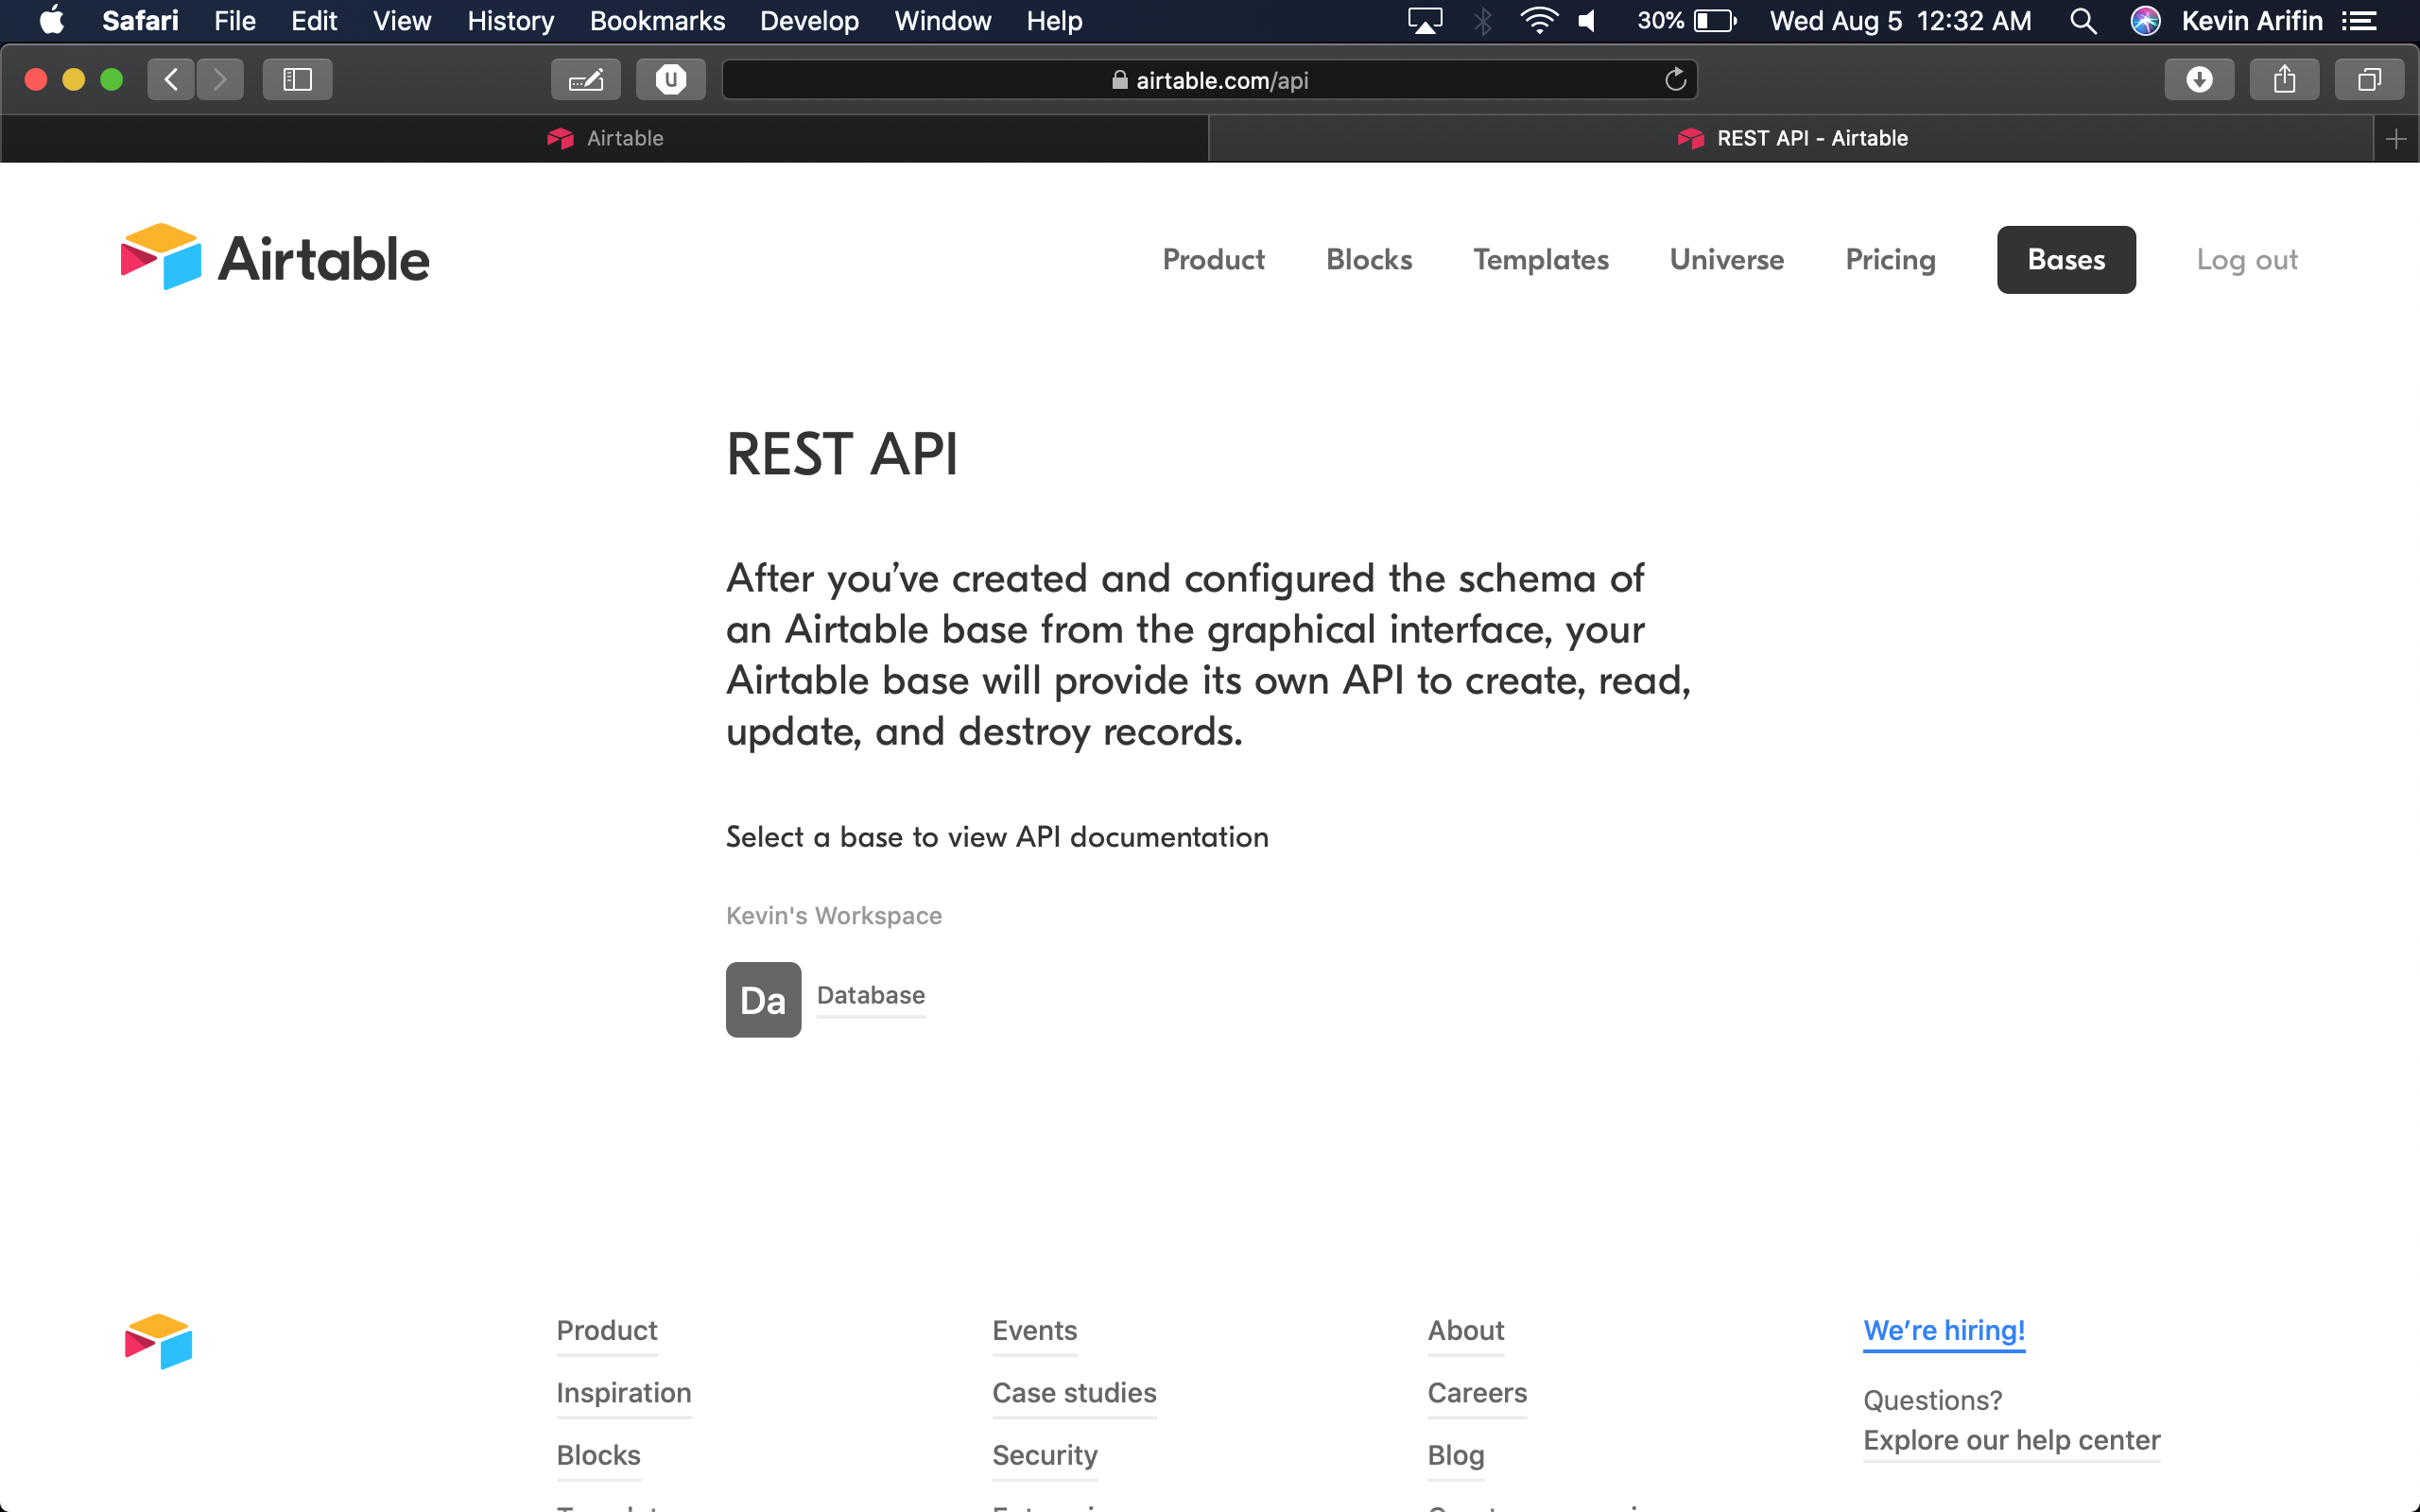 Safari File Edit View History Bookmarks Develop Window Help 30% Wed Aug 5 12:32 AM Kevin Arifin
airtable.com/api
Airtable
REST API - Airtable
Airtable
Product Blocks Templates Universe Pricing Bases Log out
REST API
After you’ve created and configured the schema of
an Airtable base from the graphical interface, your
Airtable base will provide its own API to create, read,
update, and destroy records.
Select a base to view API documentation
Kevin's Workspace
Da Database
Product Events About We’re hiring!
Inspiration Case studies Careers Questions?
Explore our help center
Blocks Security Blog